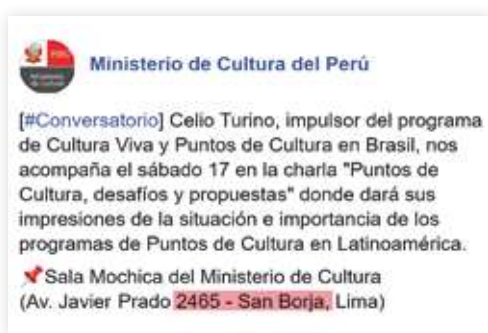 Ministerio de Cultura del Perú
[#Conversatorio] Celio Turino, impulsor del programa
de Cultura Viva y Puntos de Cultura en Brasil, nos
acompaña el sábado 17 en la charla "Puntos de
Cultura, desafíos y propuestas" donde dará sus
impresiones de la situación e importancia de los
programas de Puntos de Cultura en Latinoamérica.
Sala Mochica del Ministerio de Cultura
(Av. Javier Prado 2465 - San Borja, Lima)